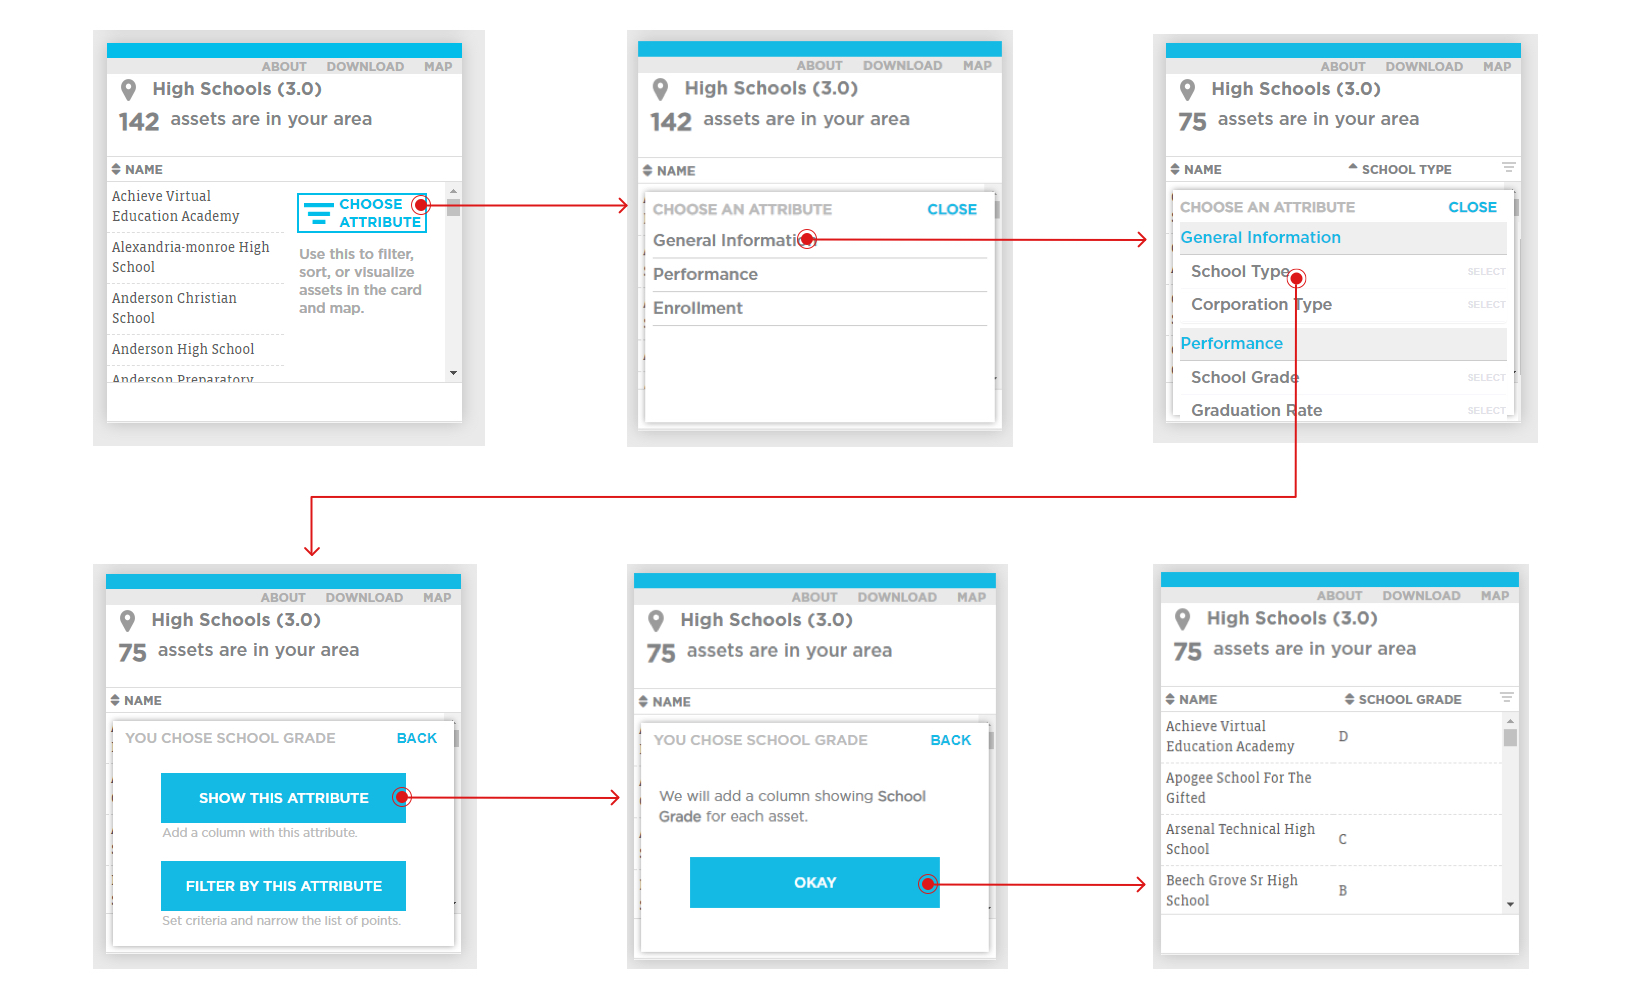 ABOUT DOWNLOAD MAP
High Schools (3.0)
142 assets are in your area
NAME
Achieve Virtual
Education Academy
Alexandria-monroe High
School
Anderson Christian
School
Anderson High School
Anderson Preparatory
CHOOSE
ATTRIBUTE
Use this to filter,
sort, or visualize
assets in the card
and map.
ABOUT DOWNLOAD MAP
High Schools (3.0)
142 assets are in your area
NAME
CHOOSE AN ATTRIBUTE CLOSE
General Information
Performance
Enrollment
ABOUT DOWNLOAD MAP
High Schools (3.0)
75 assets are in your area
NAME SCHOOL TYPE
CHOOSE AN ATTRIBUTE CLOSE
General Information
School Type SELECT
Corporation Type SELECT
Performance
School Grade SELECT
Graduation Rate SELECT
ABOUT DOWNLOAD MAP
High Schools (3.0)
75 assets are in your area
NAME
YOU CHOSE SCHOOL GRADE BACK
SHOW THIS ATTRIBUTE
Add a column with this attribute.
FILTER BY THIS ATTRIBUTE
Set criteria and narrow the list of points.
ABOUT DOWNLOAD MAP
High Schools (3.0)
75 assets are in your area
NAME
YOU CHOSE SCHOOL GRADE BACK
We will add a column showing School
Grade for each asset.
OKAY
ABOUT DOWNLOAD MAP
High Schools (3.0)
75 assets are in your area
NAME SCHOOL GRADE
Achieve Virtual
Education Academy D
Apogee School For The
Gifted
Arsenal Technical High
School C
Beech Grove Sr High
School B